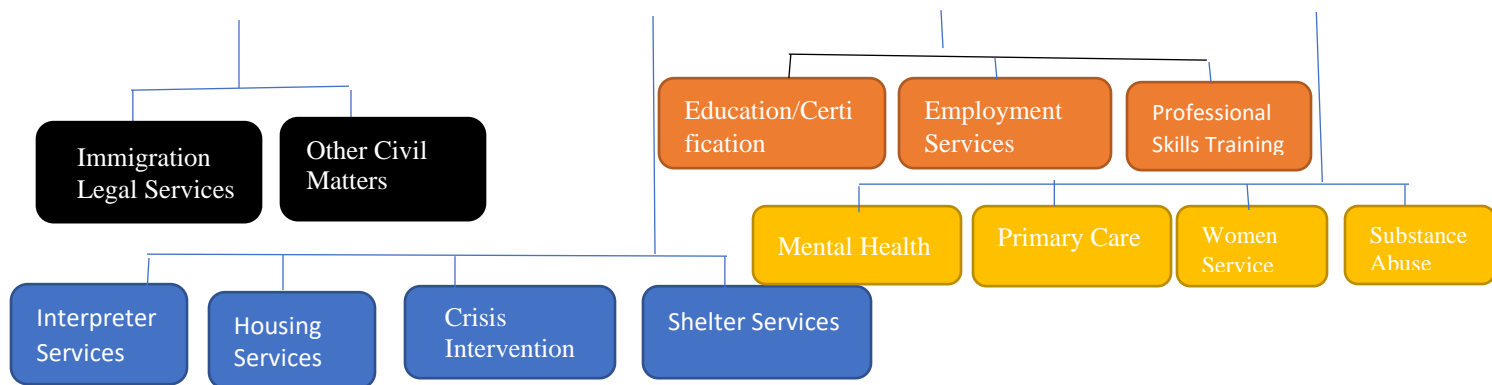 Education/Certi
fication
Employment
Services
Professional
Skills Training
Immigration
Legal Services
Other Civil
Matters
Mental Health
Primary Care
Women
Service
Substance
Abuse
Interpreter
Services
Housing
Services
Crisis
Intervention
Shelter Services